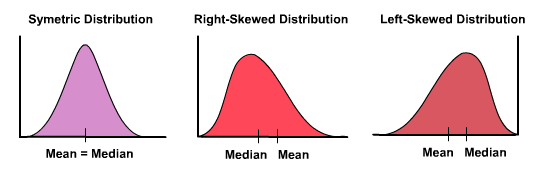 Symetric Distribution
Right-Skewed Distribution
Left-Skewed Distribution
Mean = Median
Median Mean
Mean Median